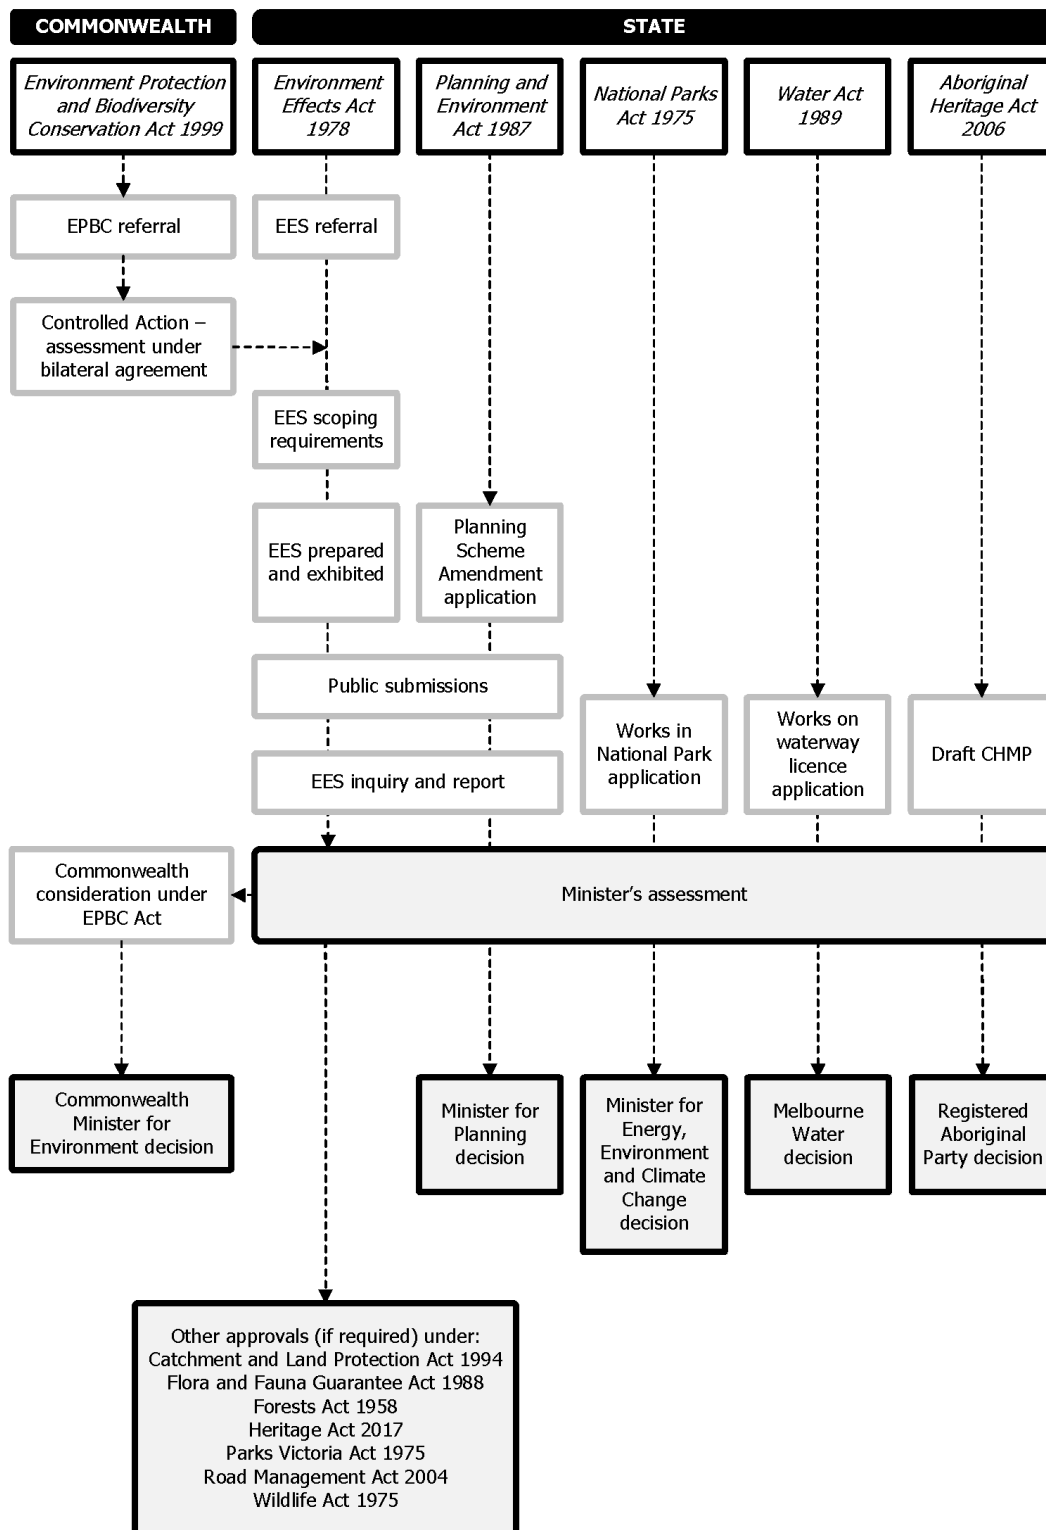 COMMONWEALTH
STATE
Environment Protection
and Biodiversity
Conservation Act 1999
Environment
Effects Act
1978
Planning and
Environment
Act 1987
National Parks
Act 1975
Water Act
1989
Aboriginal
Heritage Act
2006
EPBC referral
EES referral
Controlled Action –
assessment under
bilateral agreement
EES scoping
requirements
EES prepared
and exhibited
Planning
Scheme
Amendment
application
Public submissions
EES inquiry and report
Works in
National Park
application
Works on
waterway
licence
application
Draft CHMP
Commonwealth
consideration under
EPBC Act
Minister's assessment
Commonwealth
Minister for
Environment decision
Minister for
Planning
decision
Minister for
Energy,
Environment
and Climate
Change
decision
Melbourne
Water
decision
Registered
Aboriginal
Party decision
Other approvals (if required) under:
Catchment and Land Protection Act 1994
Flora and Fauna Guarantee Act 1988
Forests Act 1958
Heritage Act 2017
Parks Victoria Act 1975
Road Management Act 2004
Wildlife Act 1975